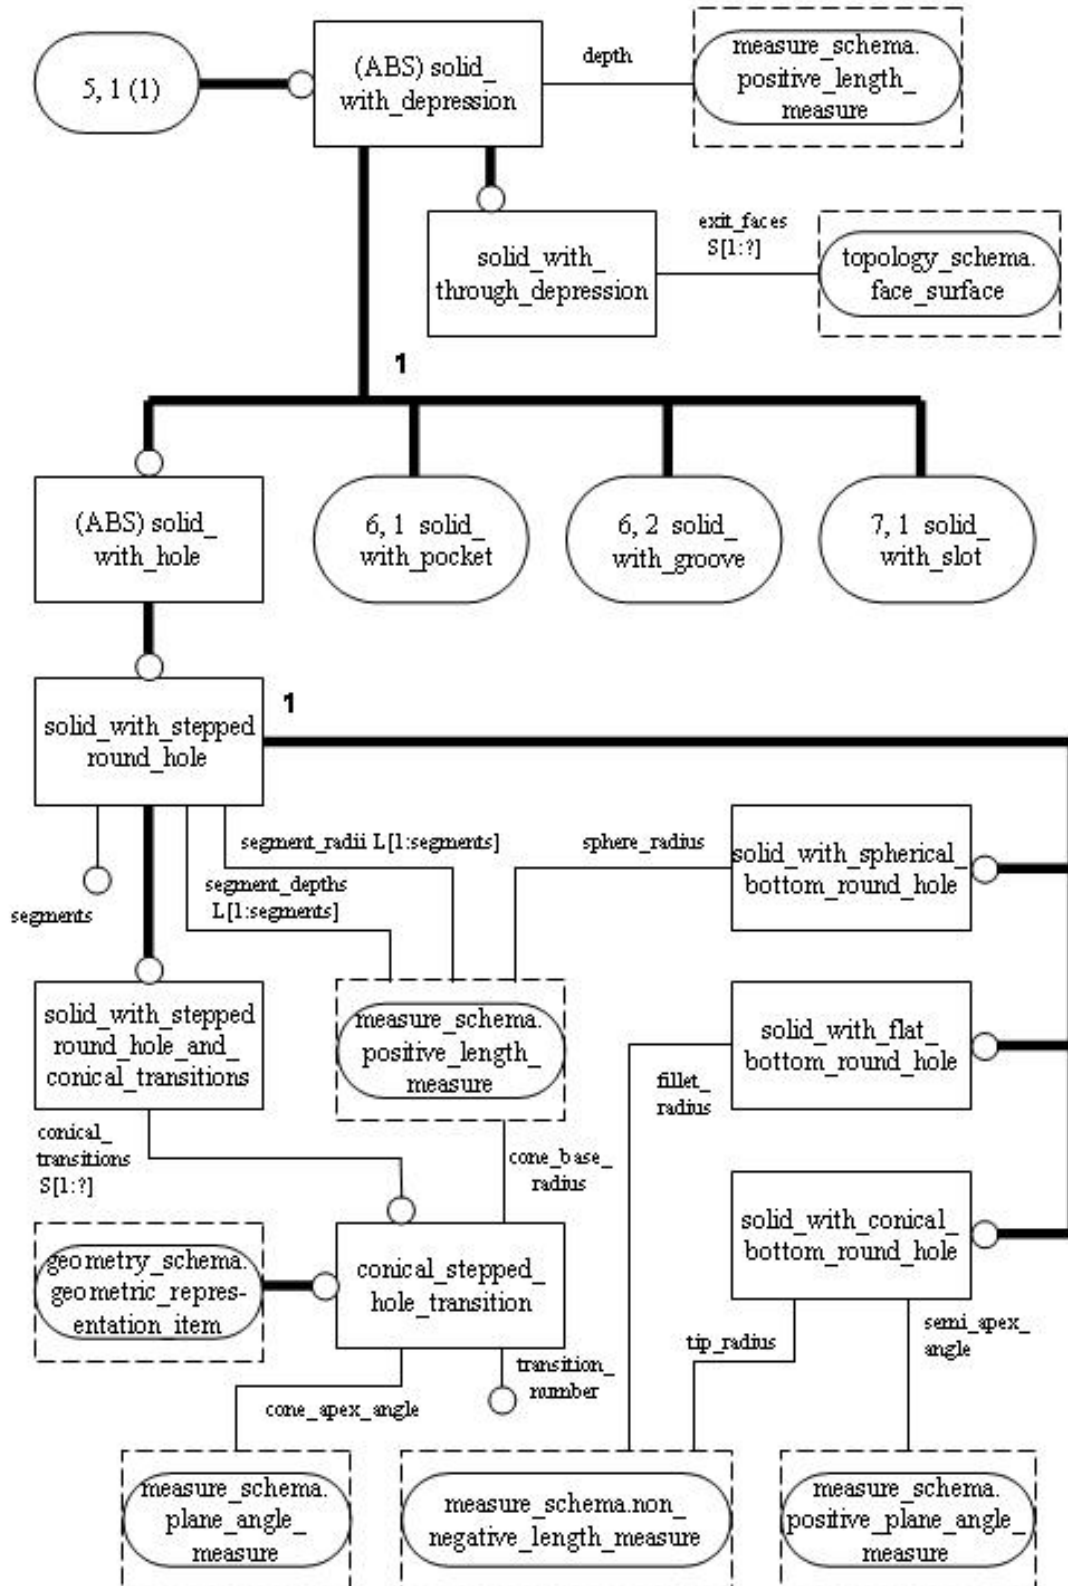 5, 1 (1)
(ABS) solid_
with_depression
depth
measure_schema.
positive_length_
measure
solid_with_
through_depression
exit_faces
S[1:?]
topology_schema.
face_surface
1
(ABS) solid_
with_hole
6, 1 solid_
with_pocket
6, 2 solid_
with_groove
7, 1 solid_
with_slot
solid_with_stepped
round_hole
1
segments
segment_radii L[1:segments]
segment_depths
L[1:segments]
sphere_radius
solid_with_spherical_
bottom_round_hole
solid_with_stepped
round_hole_and_
conical_transitions
measure_schema.
positive_length_
measure
solid_with_flat_
bottom_round_hole
fillet_
radius
conical_
transitions
S[1:?]
cone_base_
radius
solid_with_conical_
bottom_round_hole
geometry_schema.
geometric_repres-
entation_item
conical_stepped_
hole_transition
cone_apex_angle
transition_
number
tip_radius
semi_apex_
angle
measure_schema.
plane_angle_
measure
measure_schema.non_
negative_length_measure
measure_schema.
positive_plane_angle_
measure